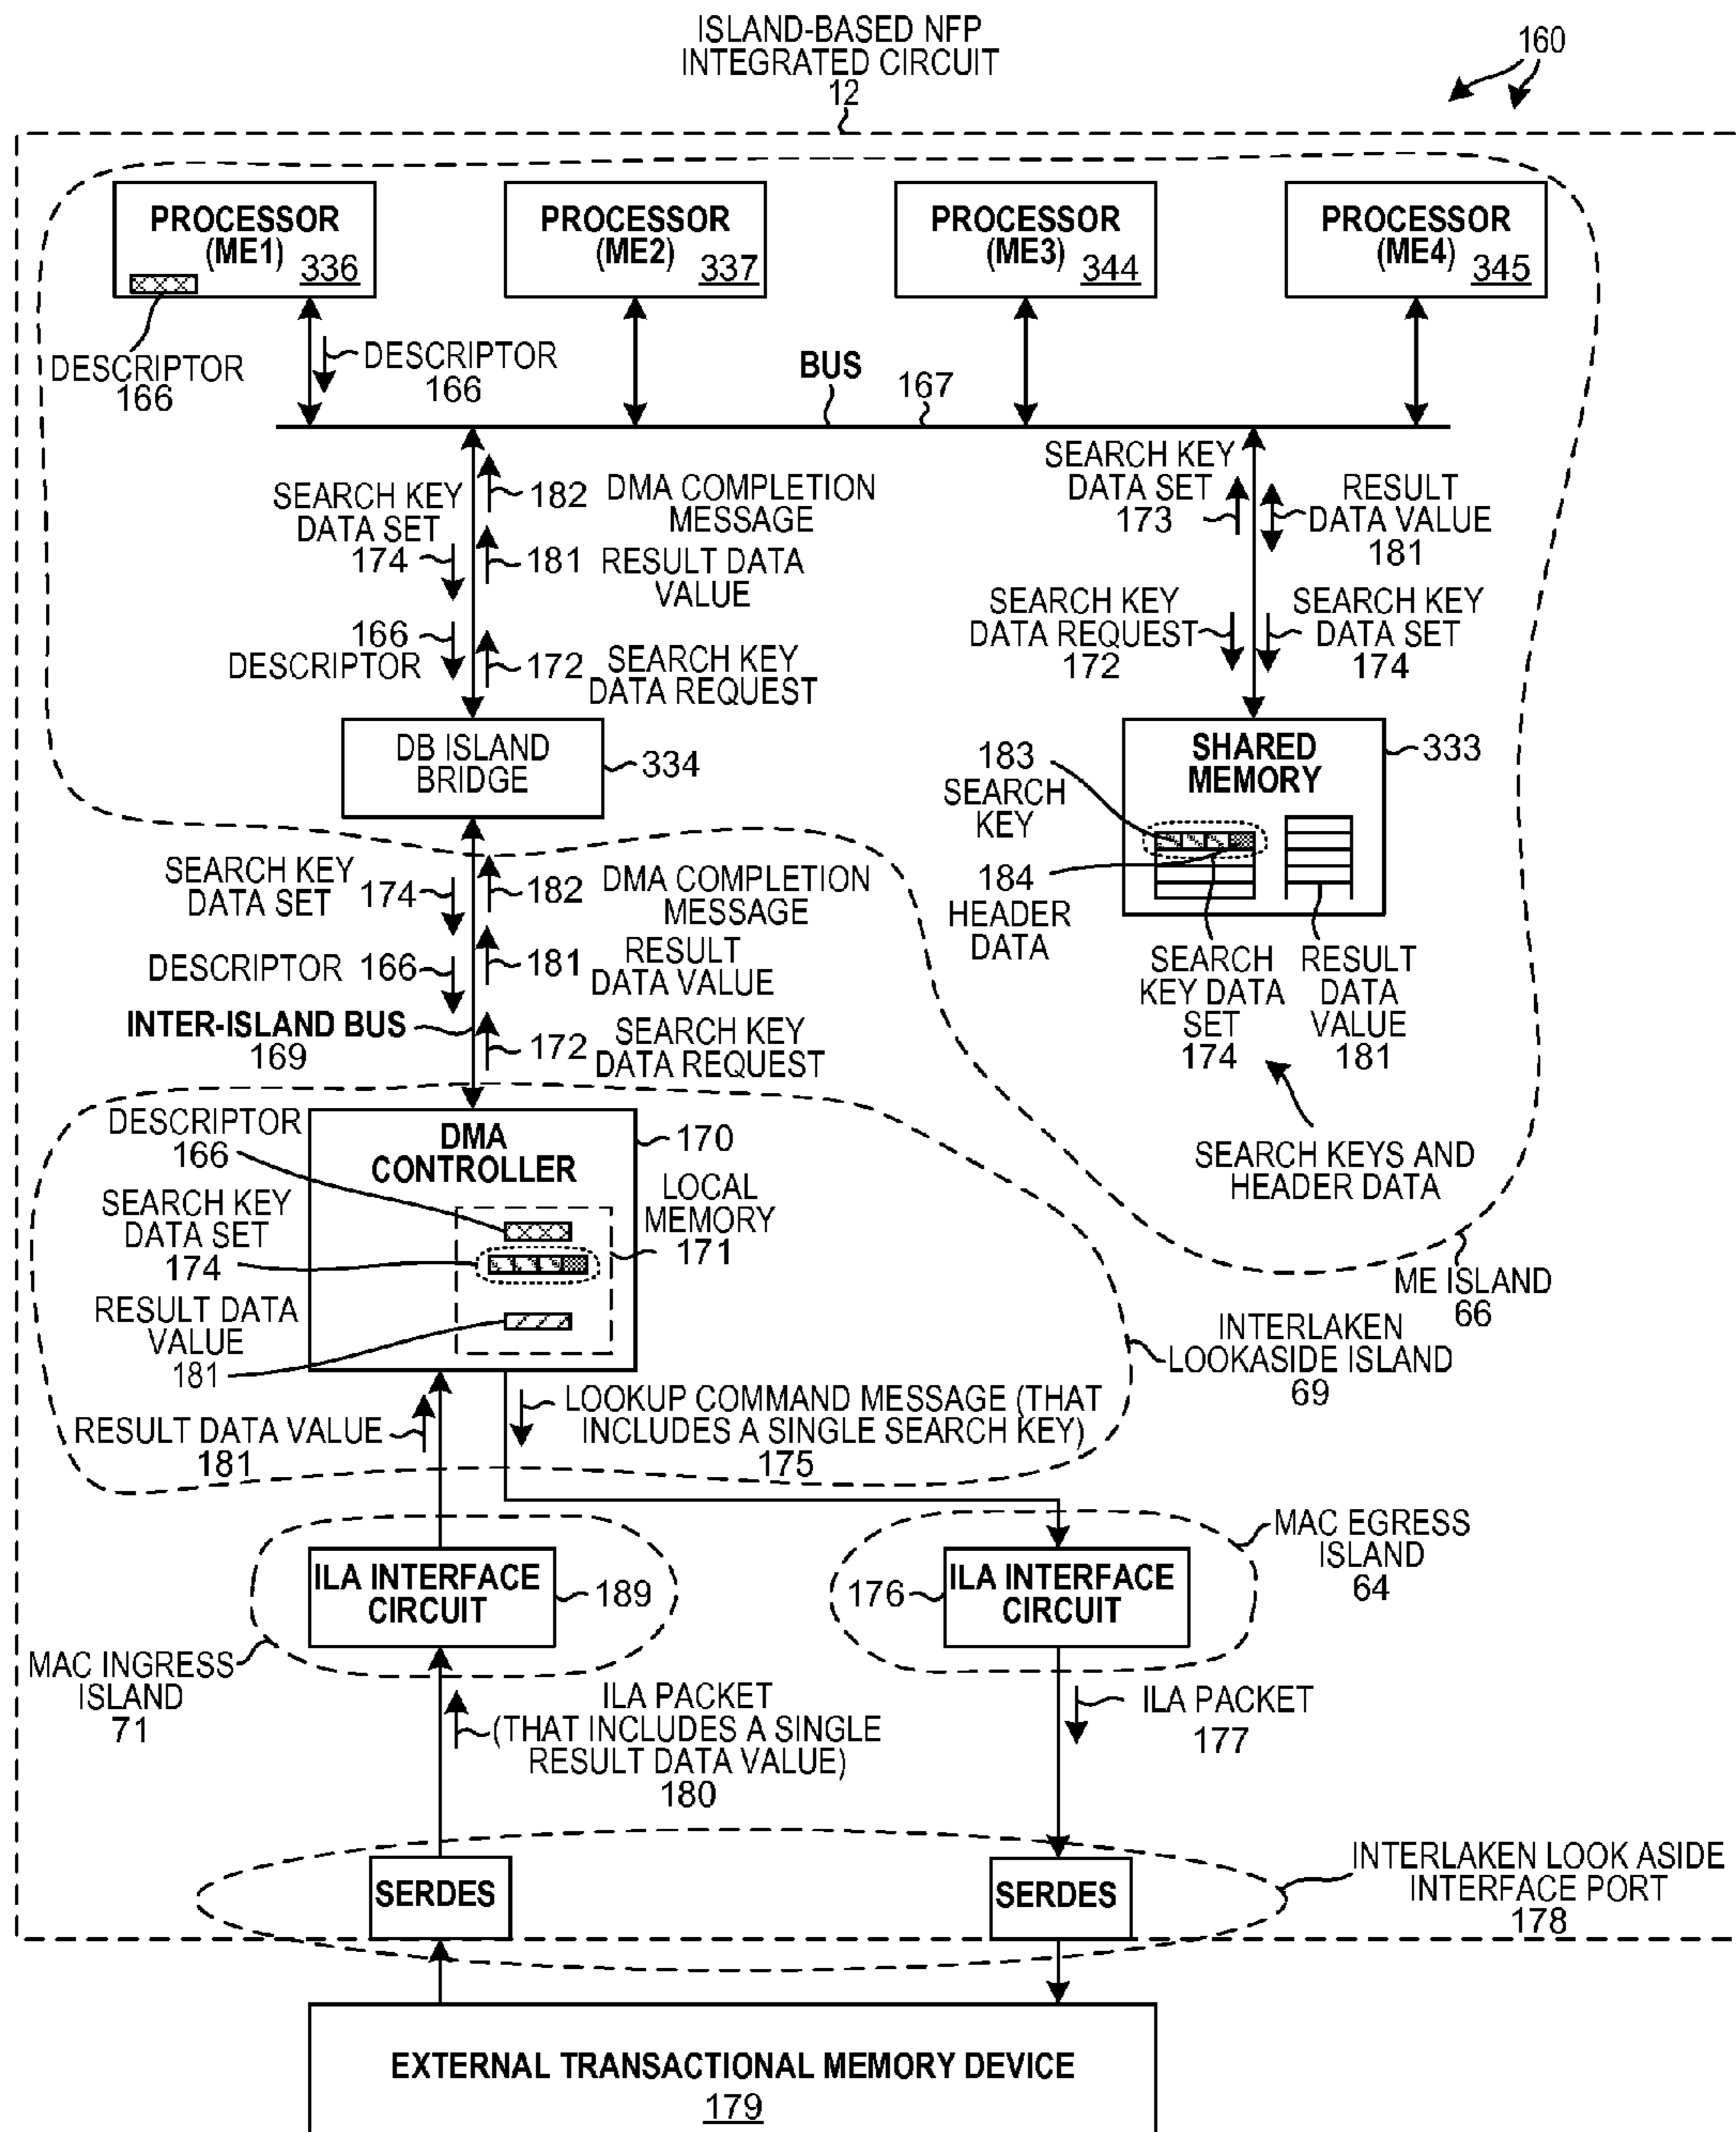 ISLAND-BASED NFP
INTEGRATED CIRCUIT
12
160
PROCESSOR
(ME1) 336
PROCESSOR
(ME2) 337
PROCESSOR
(ME3) 344
PROCESSOR
(ME4) 345
DESCRIPTOR
166
DESCRIPTOR
166
BUS
167
SEARCH KEY
DATA SET
174
182
DMA COMPLETION
MESSAGE
181
RESULT DATA
VALUE
166
DESCRIPTOR
172
SEARCH KEY
DATA REQUEST
SEARCH KEY
DATA SET
173
RESULT
DATA VALUE
181
SEARCH KEY
DATA REQUEST
172
SEARCH KEY
DATA SET
174
DB ISLAND
BRIDGE
334
SHARED
MEMORY
333
183
SEARCH
KEY
184
HEADER
DATA
SEARCH
KEY DATA
SET
174
RESULT
DATA
VALUE
181
SEARCH KEYS AND
HEADER DATA
SEARCH KEY
DATA SET
174
182
DMA COMPLETION
MESSAGE
DESCRIPTOR 166
181
RESULT
DATA VALUE
INTER-ISLAND BUS
169
172
SEARCH KEY
DATA REQUEST
DESCRIPTOR
166
DMA
CONTROLLER
170
LOCAL
MEMORY
171
SEARCH KEY
DATA SET
174
RESULT DATA
VALUE
181
ME ISLAND
66
INTERLAKEN
LOOKASIDE ISLAND
69
RESULT DATA VALUE
181
LOOKUP COMMAND MESSAGE (THAT
INCLUDES A SINGLE SEARCH KEY)
175
ILA INTERFACE
CIRCUIT
189
176
ILA INTERFACE
CIRCUIT
MAC EGRESS
ISLAND
64
MAC INGRESS
ISLAND
71
ILA PACKET
(THAT INCLUDES A SINGLE
RESULT DATA VALUE)
180
ILA PACKET
177
SERDES
SERDES
INTERLAKEN LOOK ASIDE
INTERFACE PORT
178
EXTERNAL TRANSACTIONAL MEMORY DEVICE
179